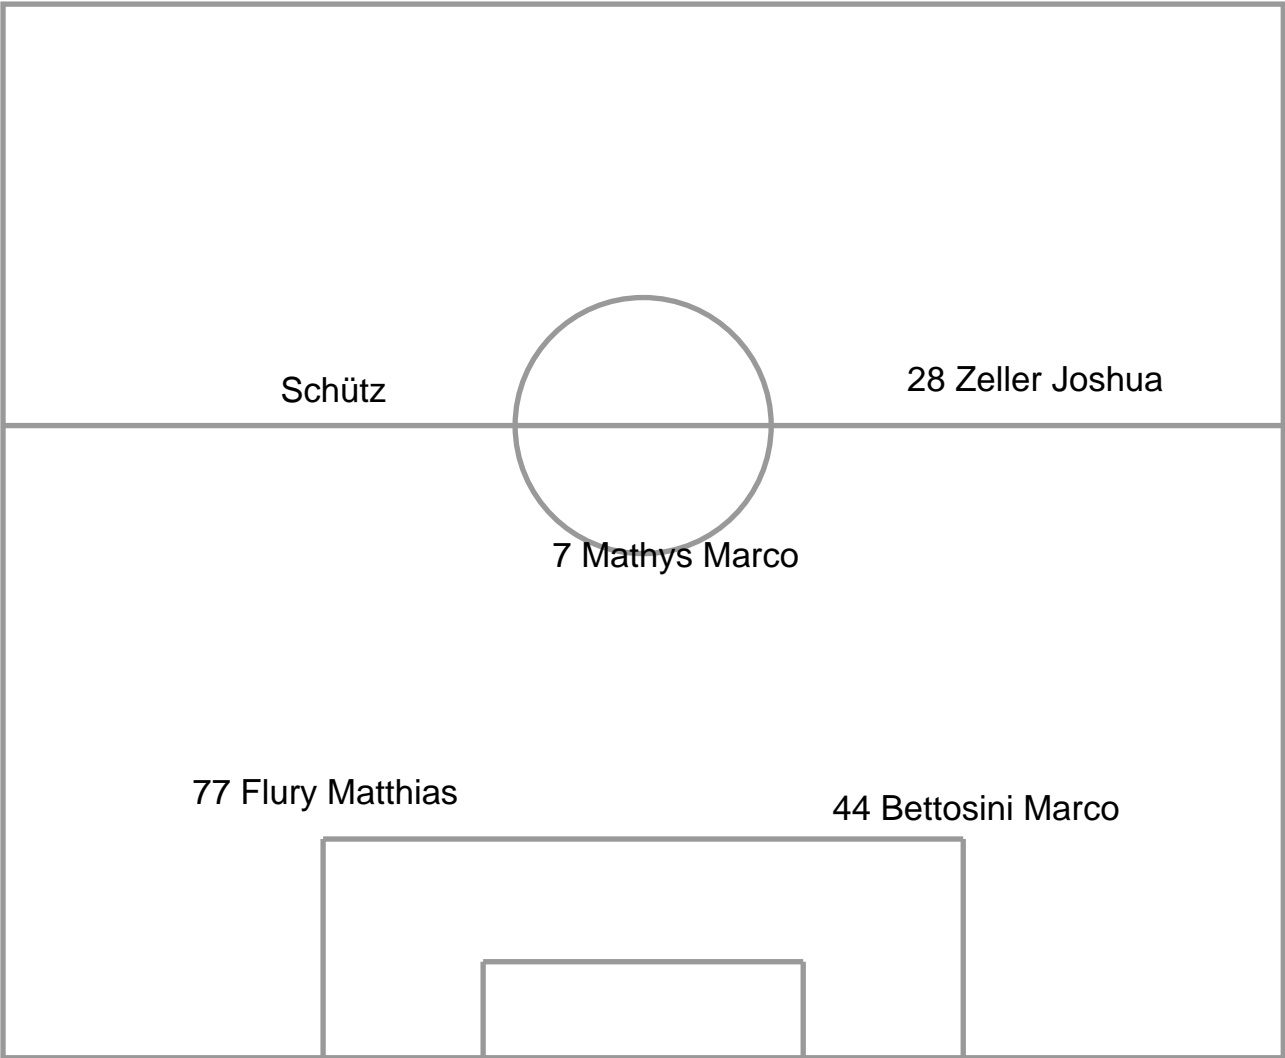 Schütz
28 Zeller Joshua
7 Mathys Marco
77 Flury Matthias
44 Bettosini Marco